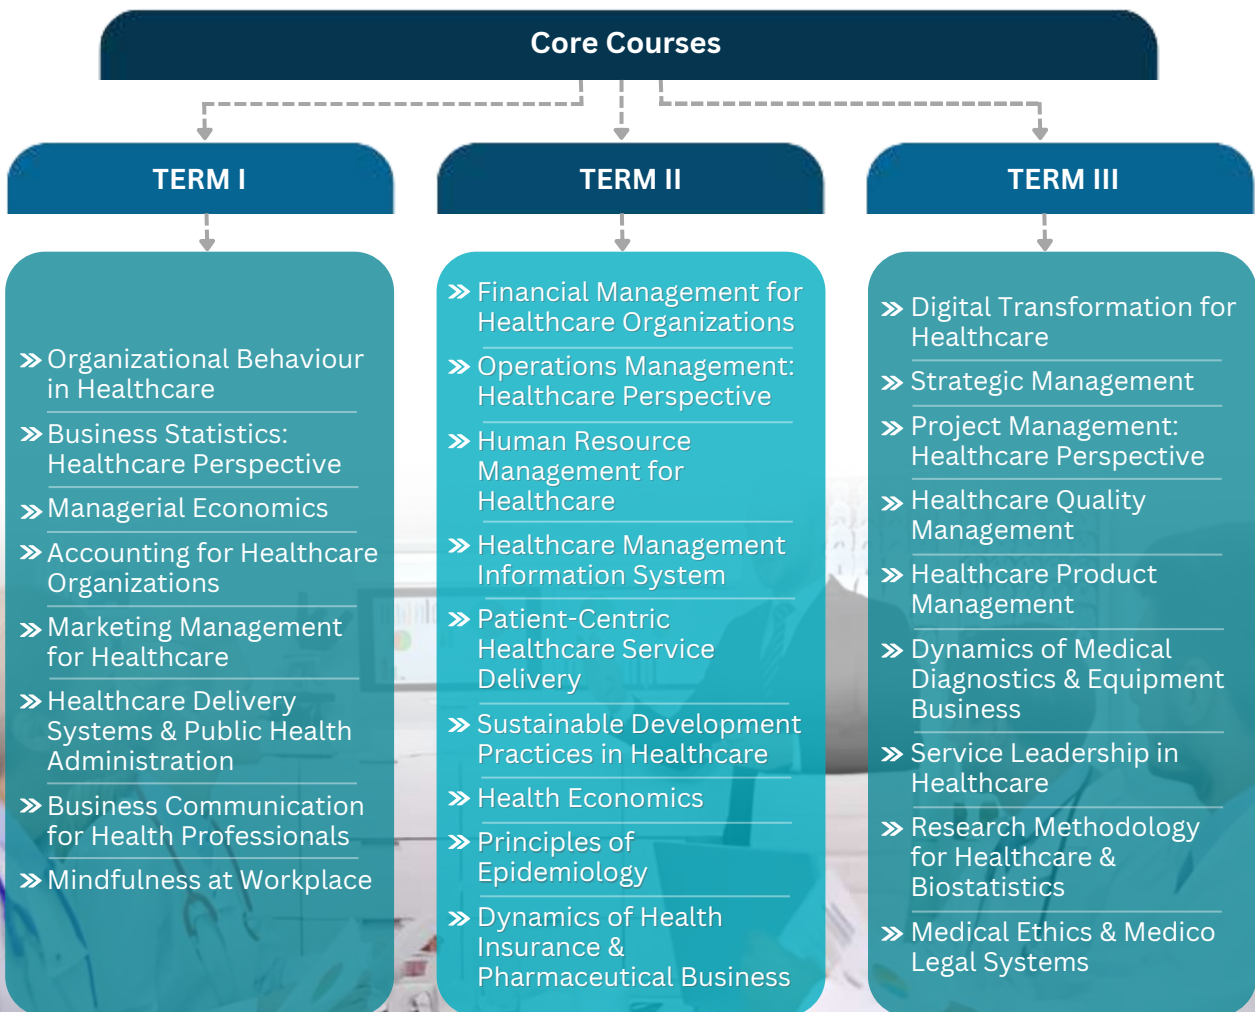 Core Courses
TERM I
Organizational Behaviour
in Healthcare
Business Statistics:
Healthcare Perspective
Managerial Economics
Accounting for Healthcare
Organizations
Marketing Management
for Healthcare
Healthcare Delivery
Systems & Public Health
Administration
Business Communication
for Health Professionals
Mindfulness at Workplace
TERM II
Financial Management for
Healthcare Organizations
Operations Management:
Healthcare Perspective
Human Resource
Management for
Healthcare
Healthcare Management
Information System
Patient-Centric
Healthcare Service
Delivery
Sustainable Development
Practices in Healthcare
Health Economics
Principles of
Epidemiology
Dynamics of Health
Insurance &
Pharmaceutical Business
TERM III
Digital Transformation for
Healthcare
Strategic Management
Project Management:
Healthcare Perspective
Healthcare Quality
Management
Healthcare Product
Management
Dynamics of Medical
Diagnostics & Equipment
Business
Service Leadership in
Healthcare
Research Methodology
for Healthcare &
Biostatistics
Medical Ethics & Medico
Legal Systems